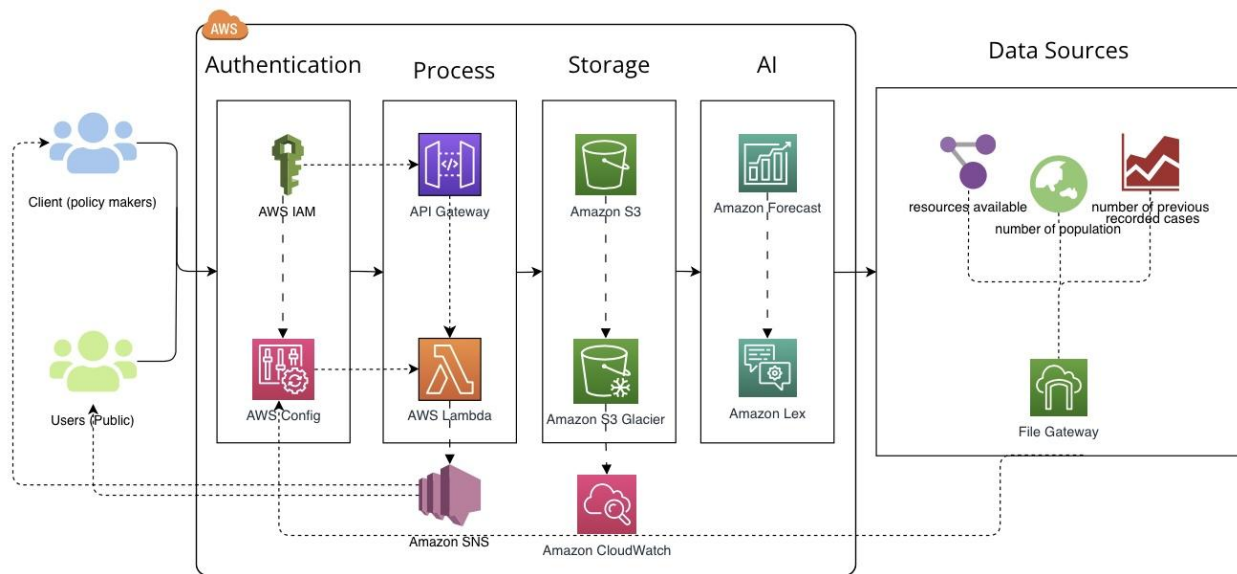 AWS
Authentication
Process
Storage
AI
Data Sources
Client (policy makers)
AWS IAM
API Gateway
Amazon S3
Amazon Forecast
resources available
number of population
number of previous
recorded cases
Users (Public)
AWS Config
AWS Lambda
Amazon S3 Glacier
Amazon Lex
File Gateway
Amazon SNS
Amazon CloudWatch